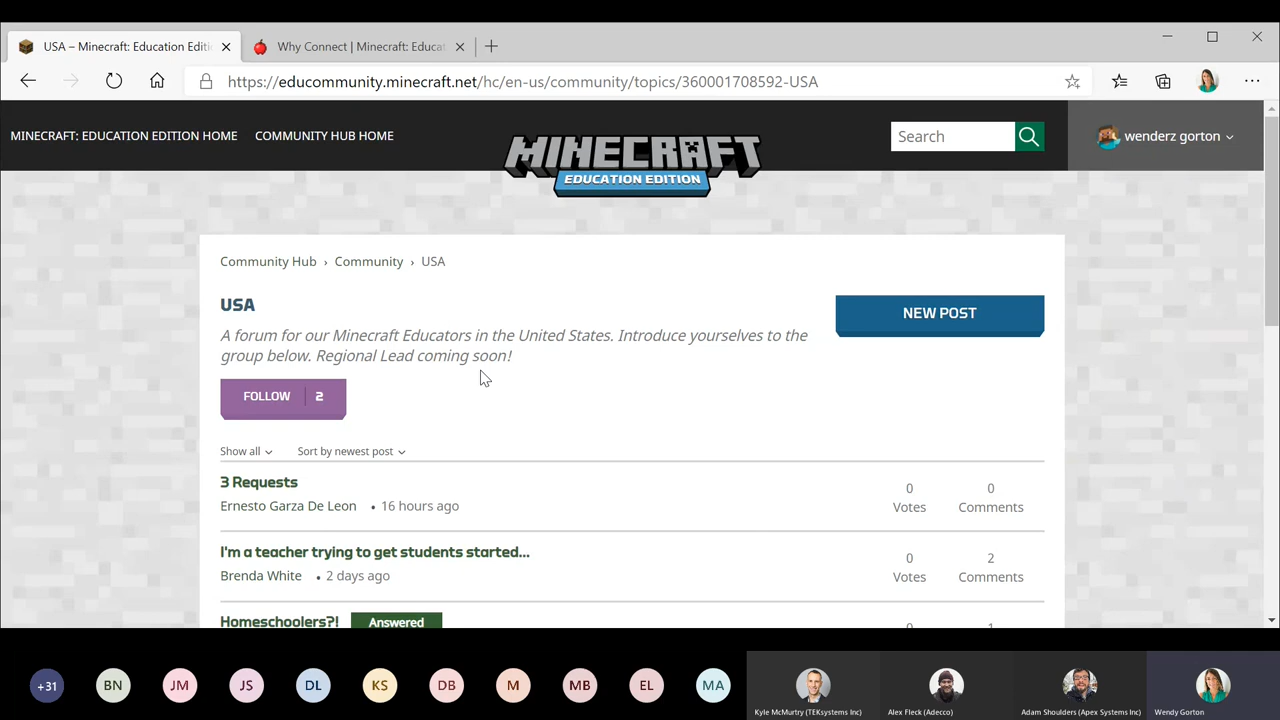 USA – Minecraft: Education Editi
Why Connect | Minecraft: Educat
https://educommunity.minecraft.net/hc/en-us/community/topics/360001708592-USA
MINECRAFT: EDUCATION EDITION HOME
COMMUNITY HUB HOME
MINECRAFT
EDUCATION EDITION
Search
wenderz gorton
Community Hub › Community › USA
USA
NEW POST
A forum for our Minecraft Educators in the United States. Introduce yourselves to the
group below. Regional Lead coming soon!
FOLLOW 2
Show all
Sort by newest post
3 Requests
Ernesto Garza De Leon • 16 hours ago
0 Votes
0 Comments
I'm a teacher trying to get students started...
Brenda White • 2 days ago
0 Votes
2 Comments
Homeschoolers?!
Answered
0
1
+31
BN
JM
JS
DL
KS
DB
M
MB
EL
MA
Kyle McMurtry (TEKsystems Inc)
Alex Fleck (Adecco)
Adam Shoulders (Apex Systems Inc)
Wendy Gorton